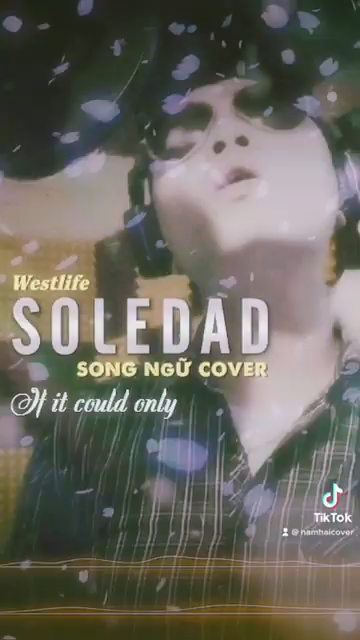 Westlife
SOLEDAD
SONG NGỮ COVER
If it could only
TikTok
@namhaicover